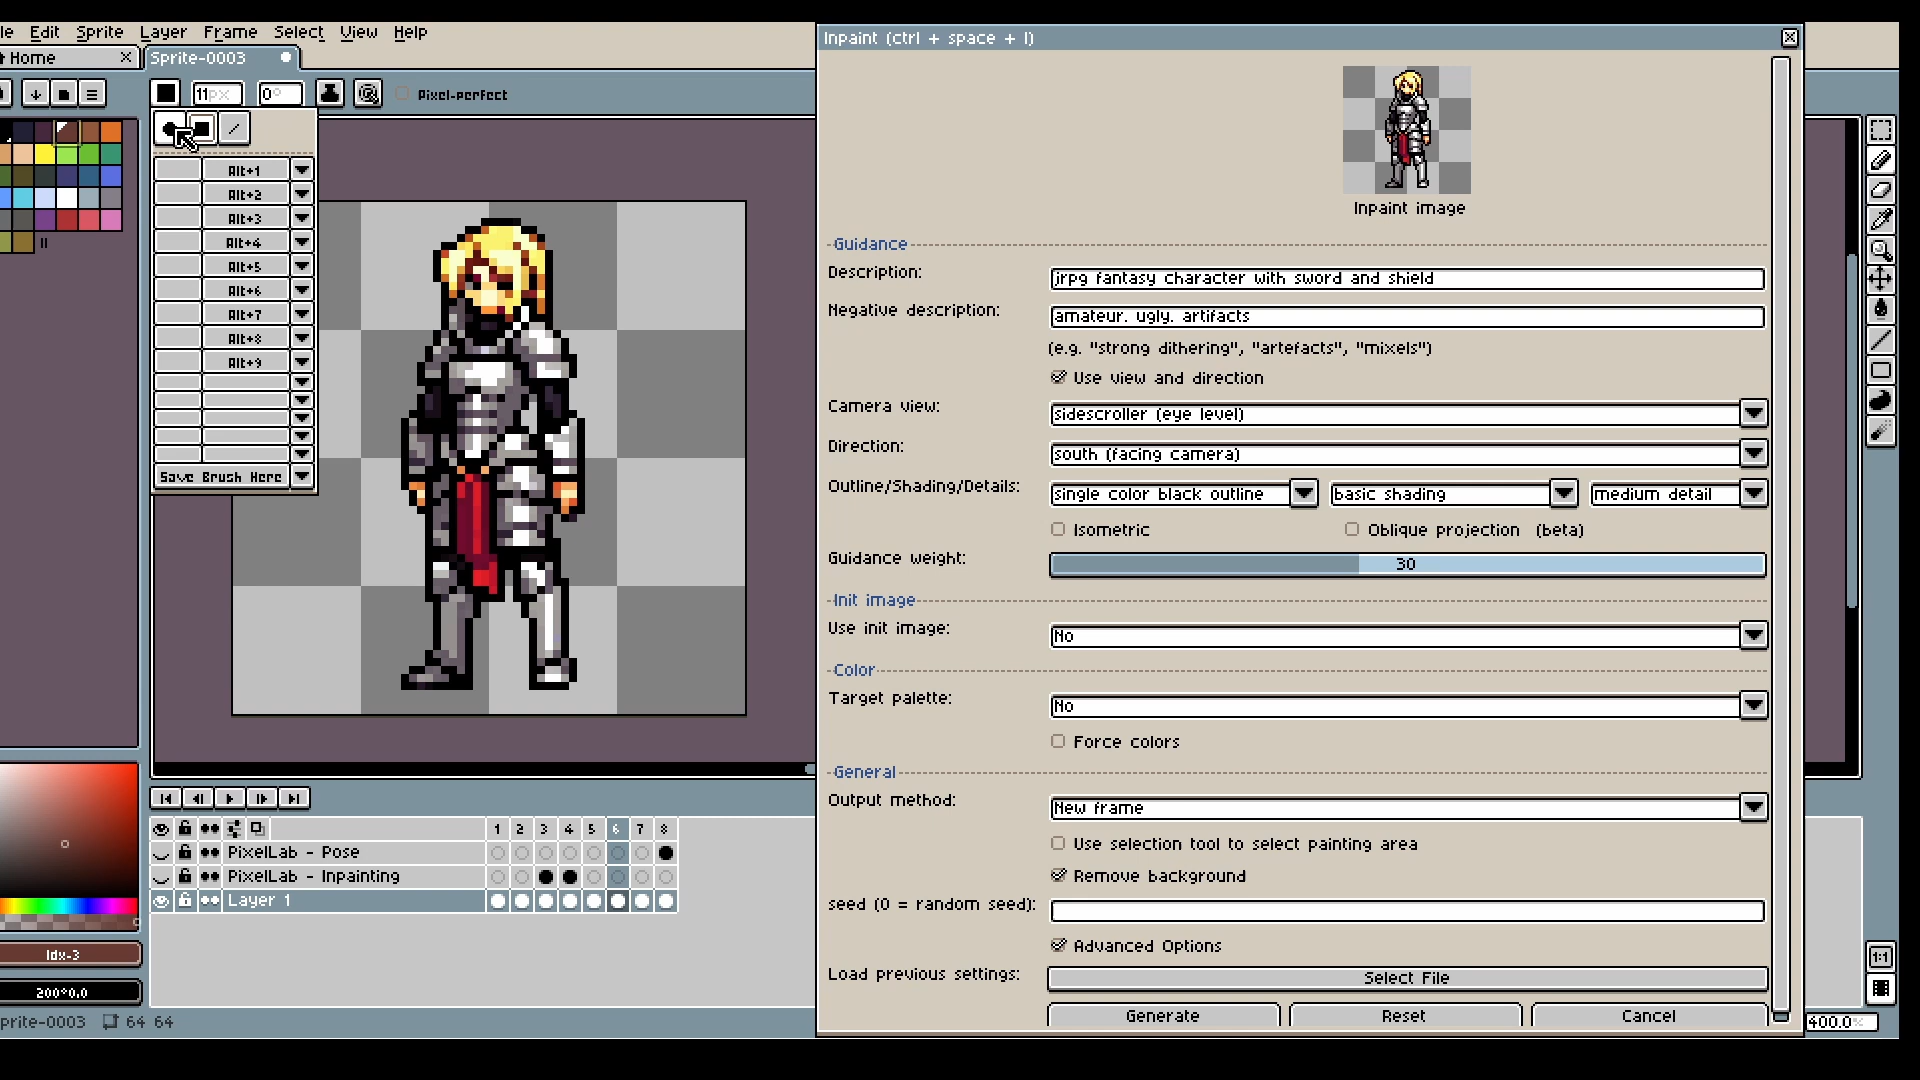 le Edit Sprite Layer Frame Select View Help
Home
Sprite-0003
11px
0°
Pixel-perfect
Alt+1
Alt+2
Alt+3
Alt+4
Alt+5
Alt+6
Alt+7
Alt+8
Alt+9
Save Brush Here
Inpaint (ctrl + space + I)
Inpaint image
Guidance
Description: jrpg fantasy character with sword and shield
Negative description: amateur. ugly. artifacts
(e.g. "strong dithering", "artefacts", "mixels")
Use view and direction
Camera view: sidescroller (eye level)
Direction: south (facing camera)
Outline/Shading/Details: single color black outline basic shading medium detail
Isometric Oblique projection (beta)
Guidance weight: 30
Init image
Use init image: No
Color
Target palette: No
Force colors
General
Output method: New frame
Use selection tool to select painting area
Remove background
seed (0 = random seed):
Advanced Options
Load previous settings: Select File
Generate Reset Cancel
1 2 3 4 5 6 7 8
PixelLab - Pose
PixelLab - Inpainting
Layer 1
Idx-3
200°0.0
prite-0003 64 64
1:1
400.0%